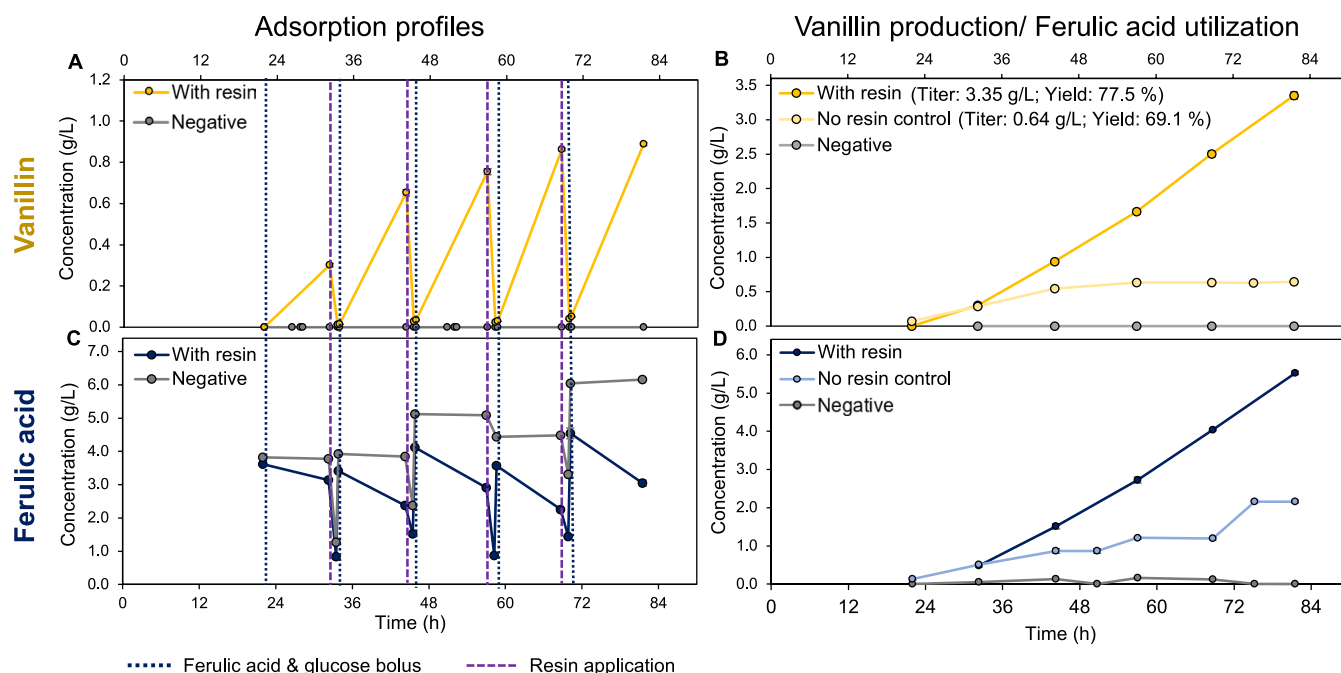 Adsorption profiles
Vanillin production/ Ferulic acid utilization
A
0 12 24 36 48 60 72 84
Vanillin
Concentration (g/L)
1.2
1.0
0.8
0.6
0.4
0.2
0.0
With resin
Negative
B
0 12 24 36 48 60 72 84
Concentration (g/L)
3.5
3.0
2.5
2.0
1.5
1.0
0.5
0.0
With resin (Titer: 3.35 g/L; Yield: 77.5 %)
No resin control (Titer: 0.64 g/L; Yield: 69.1 %)
Negative
C
Ferulic acid
Concentration (g/L)
7.0
6.0
5.0
4.0
3.0
2.0
1.0
0.0
With resin
Negative
0 12 24 36 48 60 72 84
Time (h)
D
Concentration (g/L)
6.0
5.0
4.0
3.0
2.0
1.0
0.0
With resin
No resin control
Negative
0 12 24 36 48 60 72 84
Time (h)
Ferulic acid & glucose bolus
Resin application